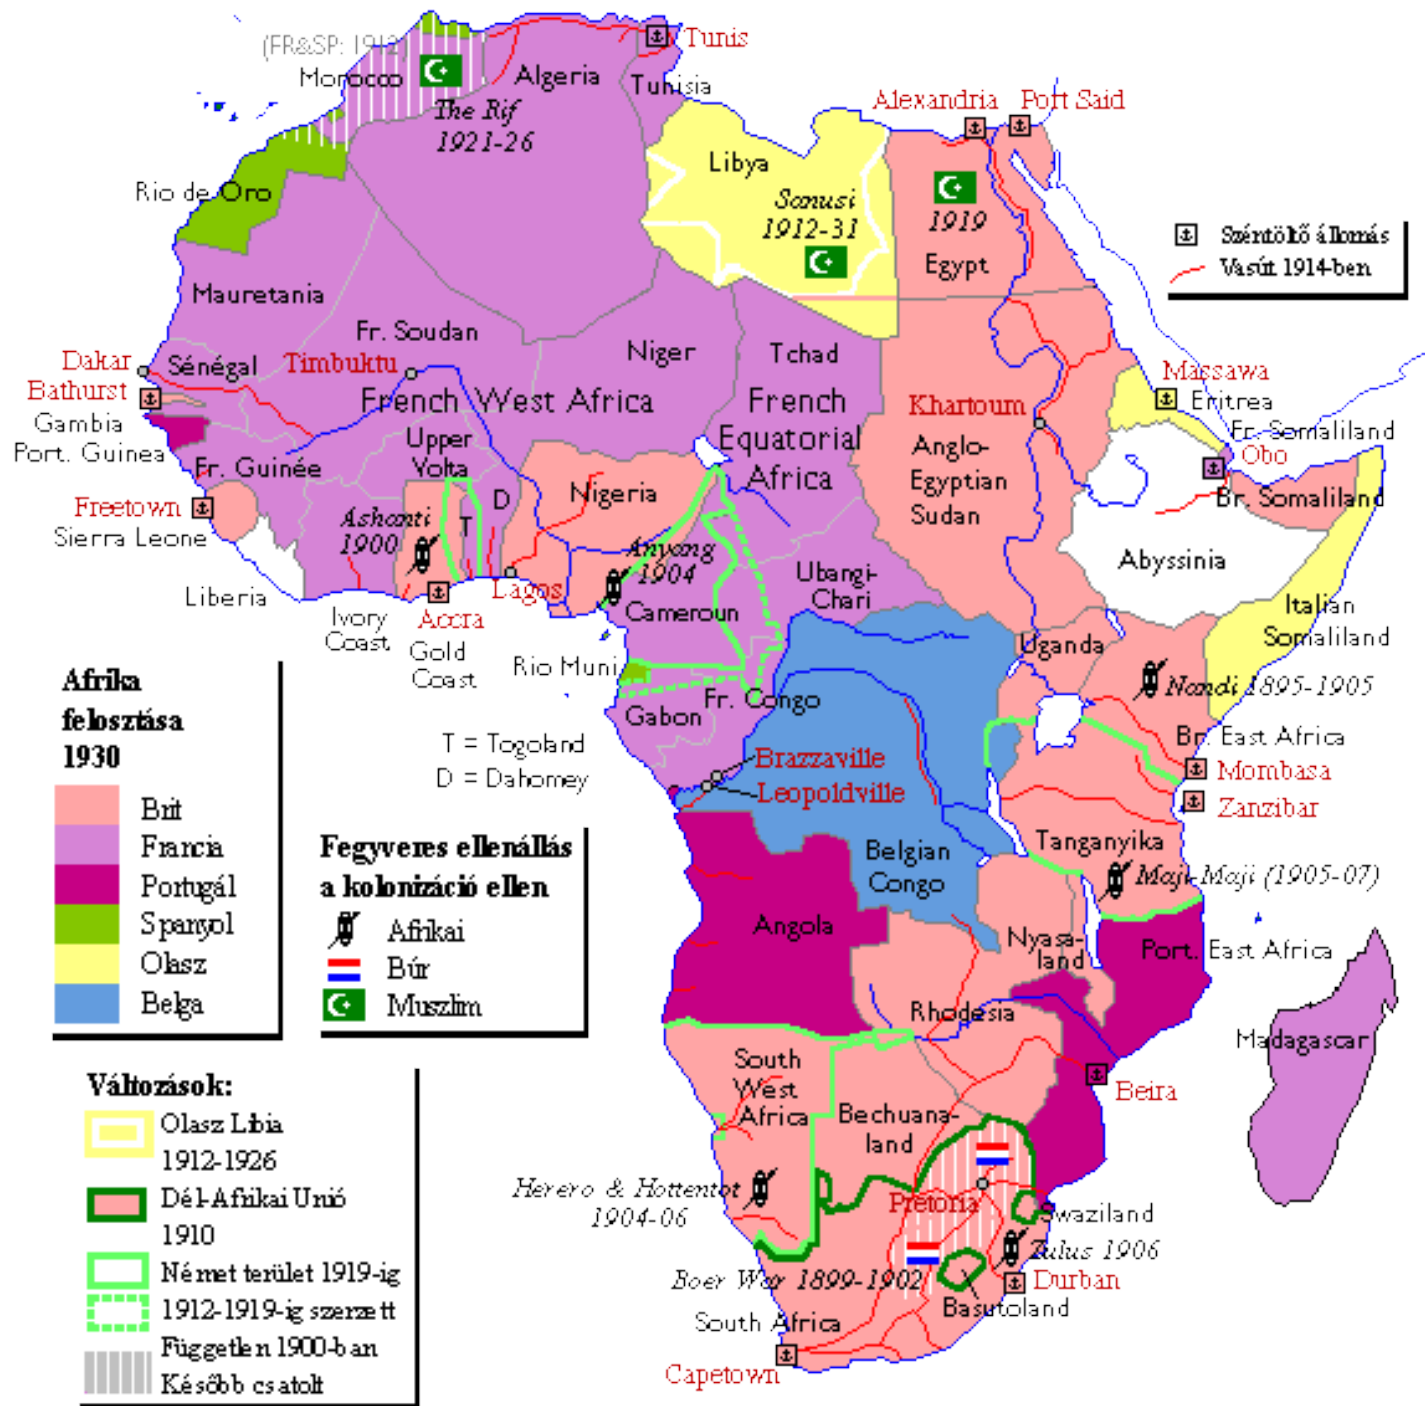 (FR&SP: 1912)
Morocco
Algeria
Tunis
Tunisia
The Rif
1921-26
Alexandria
Port Said
Libya
Rio de Oro
Sanusi
1912-31
1919
Egypt
Széntöltő állomás
Vasút 1914-ben
Mauretania
Fr. Soudan
Niger
Tchad
Dakar
Sénégal
Timbuktu
Bathurst
Gambia
Port. Guinea
French West Africa
French
Equatorial
Africa
Khartoum
Massawa
Eritrea
Fr. Somaliland
Obo
Br. Somaliland
Upper
Volta
Fr. Guinée
Anglo-
Egyptian
Sudan
Nigeria
D
T
Freetown
Sierra Leone
Ashanti
1900
Anyang
1904
Abyssinia
Liberia
Ivory
Coast
Accra
Gold
Coast
Lagos
Cameroun
Ubangi-
Chari
Italian
Somaliland
Uganda
Rio Muni
Nandi 1895-1905
Gabon
Fr. Congo
Br. East Africa
T = Togoland
D = Dahomey
Brazzaville
Leopoldville
Mombasa
Zanzibar
Afrika
felosztása
1930
Brit
Francia
Portugál
Spanyol
Olasz
Belga
Fegyveres ellenállás
a kolonizáció ellen
Afrikai
Búr
Muszlim
Tanganyika
Belgian
Congo
Maji-Maji (1905-07)
Angola
Nyasa-
land
Port. East Africa
Rhodesia
Madagascar
South
West
Africa
Bechuana-
land
Beira
Változások:
Olasz Líbia
1912-1926
Dél-Afrikai Unió
1910
Német terület 1919-ig
1912-1919-ig szerzett
Független 1900-ban
Később csatolt
Herero & Hottentot
1904-06
Pretoria
Swaziland
Zulus 1906
Boer War 1899-1902
Durban
Basutoland
South Africa
Capetown